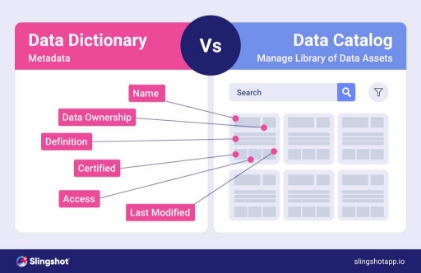 Data Dictionary
Metadata
Vs
Data Catalog
Manage Library of Data Assets
Name
Data Ownership
Definition
Certified
Access
Last Modified
Search
Slingshot
slingshotapp.io